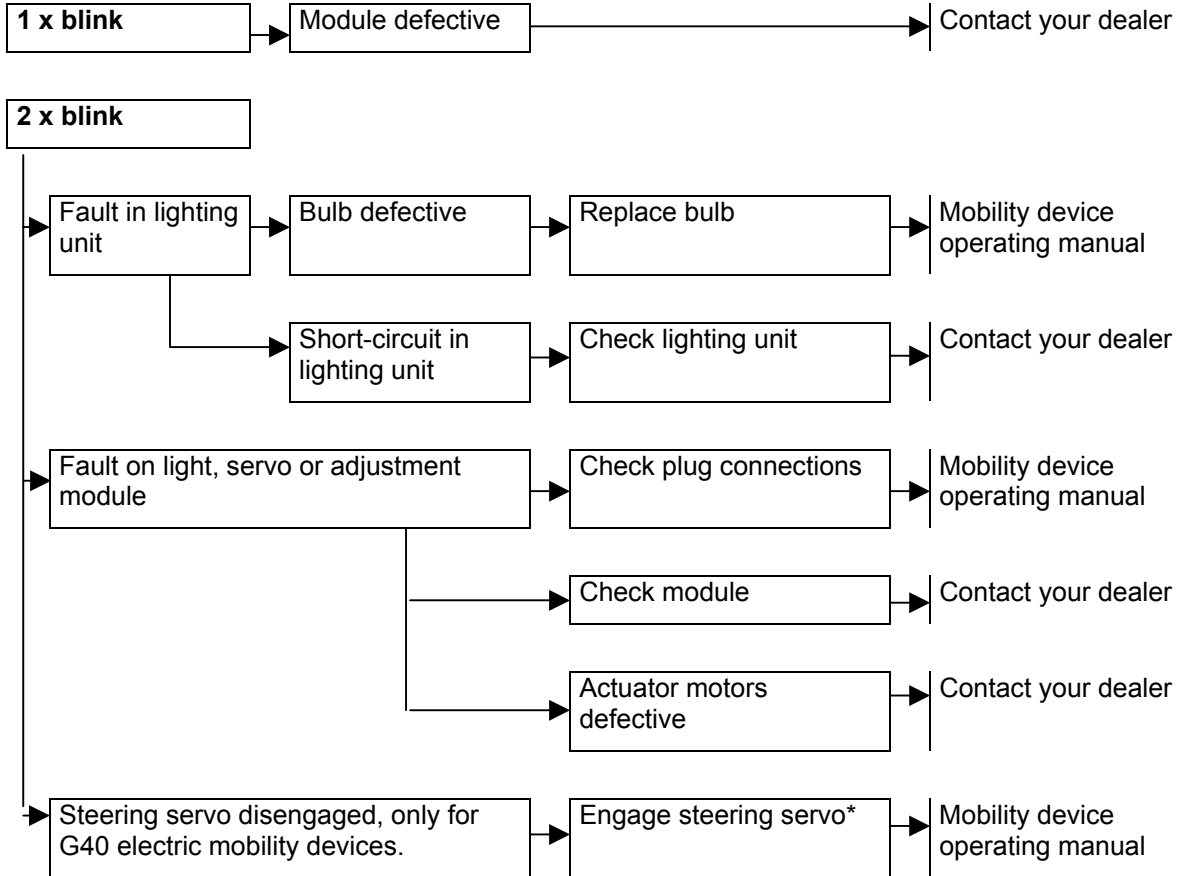 1 x blink
Module defective
Contact your dealer
2 x blink
Fault in lighting
unit
Bulb defective
Replace bulb
Mobility device
operating manual
Short-circuit in
lighting unit
Check lighting unit
Contact your dealer
Fault on light, servo or adjustment
module
Check plug connections
Mobility device
operating manual
Check module
Contact your dealer
Actuator motors
defective
Contact your dealer
Steering servo disengaged, only for
G40 electric mobility devices.
Engage steering servo*
Mobility device
operating manual